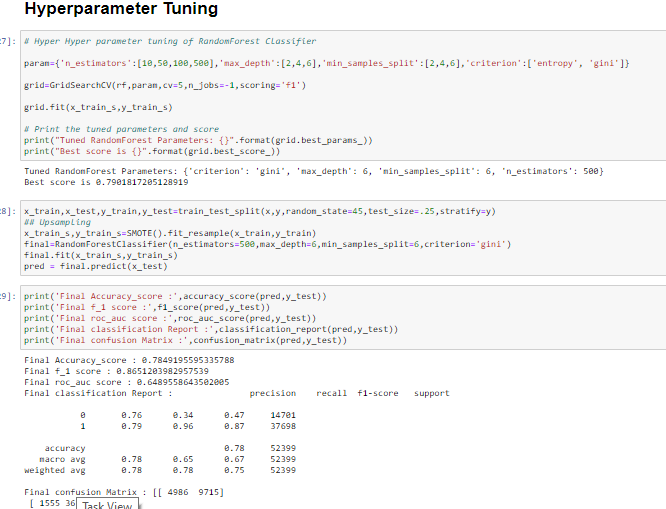 Hyperparameter Tuning
7]: # Hyper Hyper parameter tuning of RandomForest Classifier
param={'n_estimators':[10,50,100,500],'max_depth':[2,4,6],'min_samples_split':[2,4,6],'criterion':['entropy', 'gini']}
grid=GridSearchCV(rf,param,cv=5,n_jobs=-1,scoring='f1')
grid.fit(x_train_s,y_train_s)
# Print the tuned parameters and score
print("Tuned RandomForest Parameters: {}".format(grid.best_params_))
print("Best score is {}".format(grid.best_score_))
Tuned RandomForest Parameters: {'criterion': 'gini', 'max_depth': 6, 'min_samples_split': 6, 'n_estimators': 500}
Best score is 0.7901817205128919
8]: x_train,x_test,y_train,y_test=train_test_split(x,y,random_state=45,test_size=.25,stratify=y)
## Upsampling
x_train_s,y_train_s=SMOTE().fit_resample(x_train,y_train)
final=RandomForestClassifier(n_estimators=500,max_depth=6,min_samples_split=6,criterion='gini')
final.fit(x_train_s,y_train_s)
pred = final.predict(x_test)
9]: print('Final Accuracy_score :',accuracy_score(pred,y_test))
print('Final f_1 score :',f1_score(pred,y_test))
print('Final roc_auc score :',roc_auc_score(pred,y_test))
print('Final classification Report :',classification_report(pred,y_test))
print('Final confusion Matrix :',confusion_matrix(pred,y_test))
Final Accuracy_score : 0.7849195595335788
Final f_1 score : 0.8651203982957539
Final roc_auc score : 0.6489558643502005
Final classification Report : precision recall f1-score support
0 0.76 0.34 0.47 14701
1 0.79 0.96 0.87 37698
accuracy 0.78 52399
macro avg 0.78 0.65 0.67 52399
weighted avg 0.78 0.78 0.75 52399
Final confusion Matrix : [[ 4986 9715]
[ 1555 36
Task View